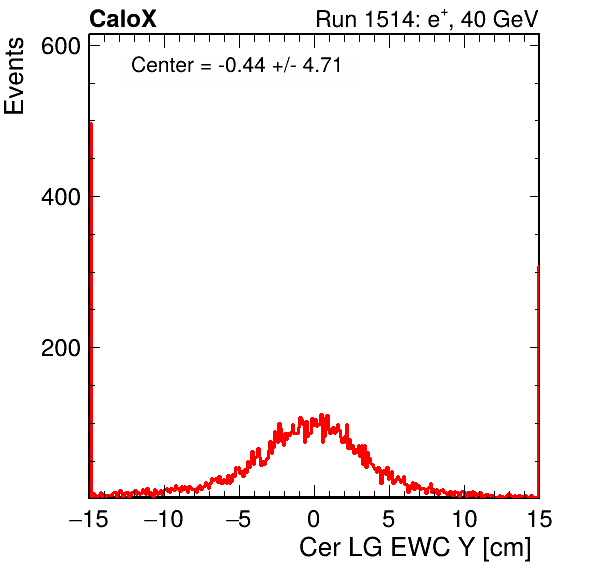 CaloX Run 1514: e⁺, 40 GeV
Events
Center = -0.44 +/- 4.71
600
400
200
−15 −10 −5 0 5 10 15
Cer LG EWC Y [cm]